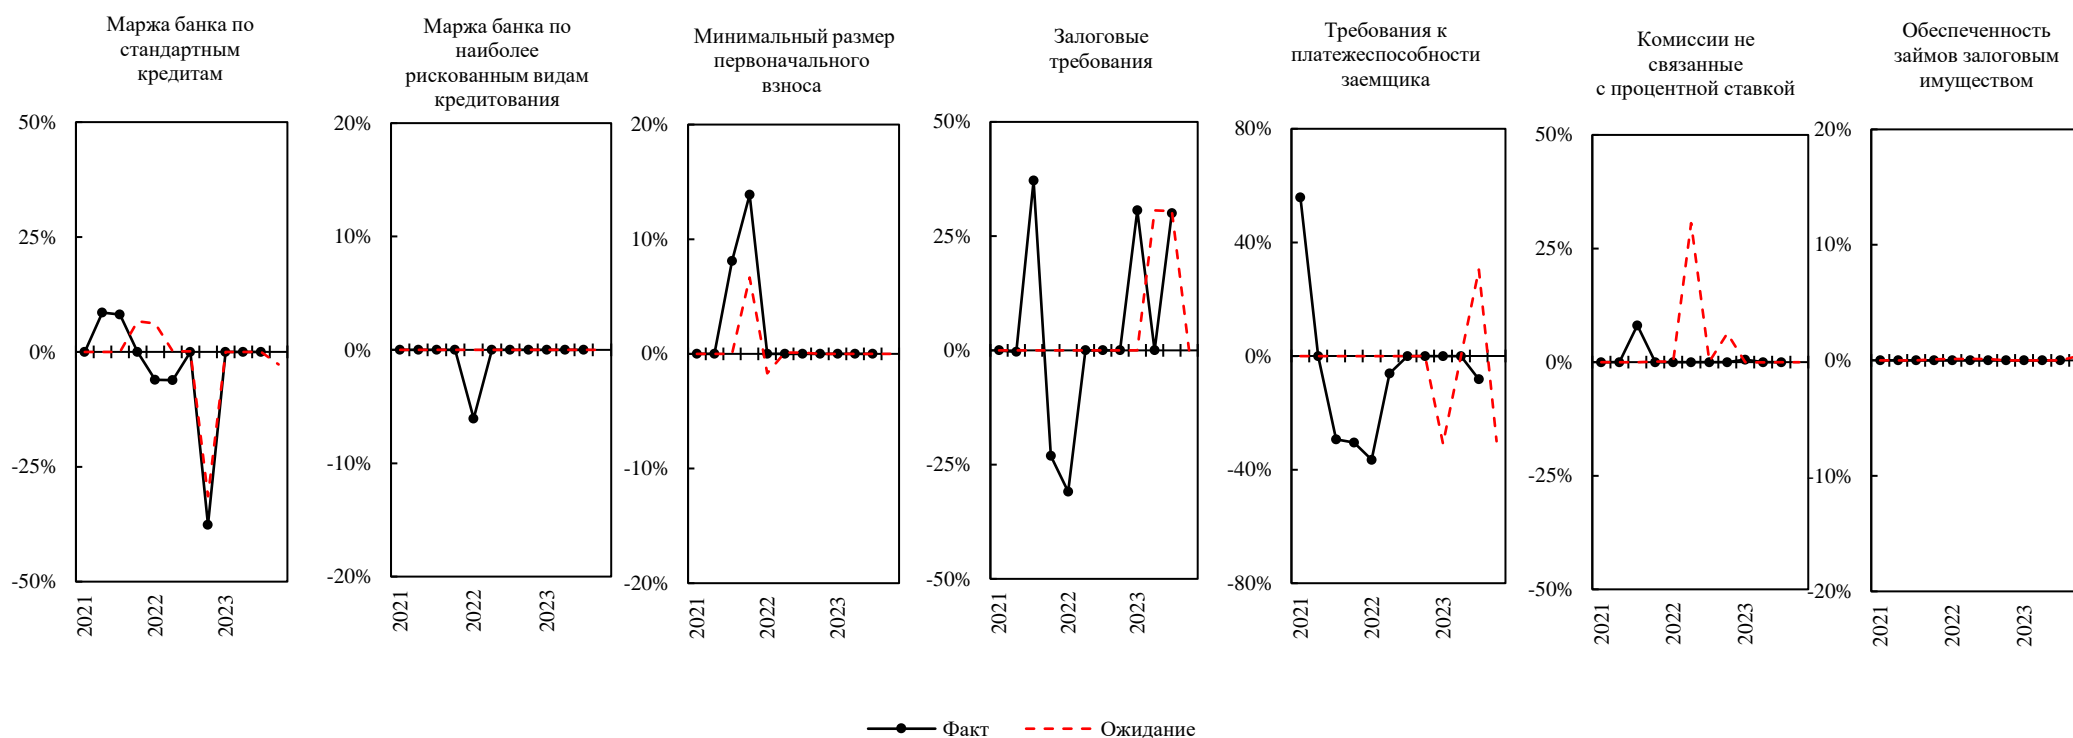 Маржа банка по
стандартным
кредитам
50%
25%
0%
-25%
-50%
2021
2022
2023
Маржа банка по
наиболее
рискованным видам
кредитования
20%
10%
0%
-10%
-20%
2021
2022
2023
Минимальный размер
первоначального
взноса
20%
10%
0%
-10%
-20%
2021
2022
2023
Залоговые
требования
50%
25%
0%
-25%
-50%
2021
2022
2023
Требования к
платежеспособности
заемщика
80%
40%
0%
-40%
-80%
2021
2022
2023
Комиссии не
связанные
с процентной ставкой
50%
25%
0%
-25%
-50%
2021
2022
2023
Обеспеченность
займов залоговым
имуществом
20%
10%
0%
-10%
-20%
2021
2022
2023
Факт
Ожидание